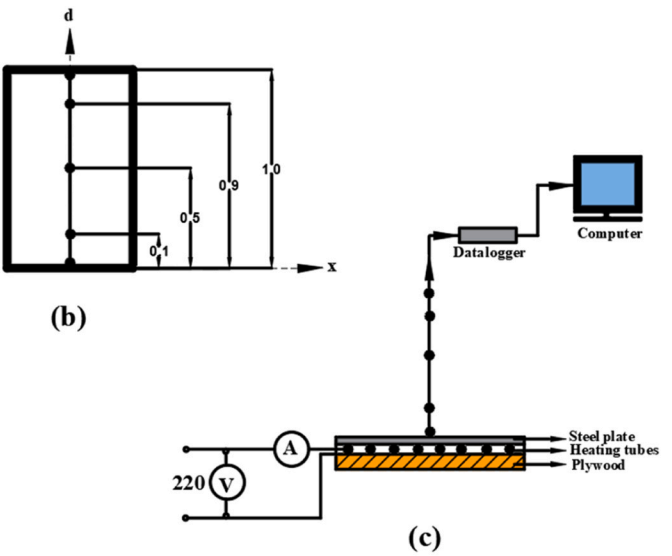 d
1.0
0.9
0.5
0.1
x
(b)
Computer
Datalogger
Steel plate
Heating tubes
Plywood
A
220 V
(c)